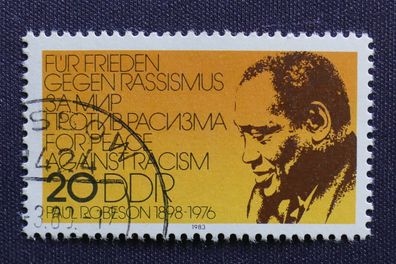 FÜR FRIEDEN
GEGEN RASSISMUS
ЗА МИР
ПРОТИВ РАСИЗМА
FOR PEACE
AGAINST RACISM
20 DDR
PAUL ROBESON 1898-1976
1983